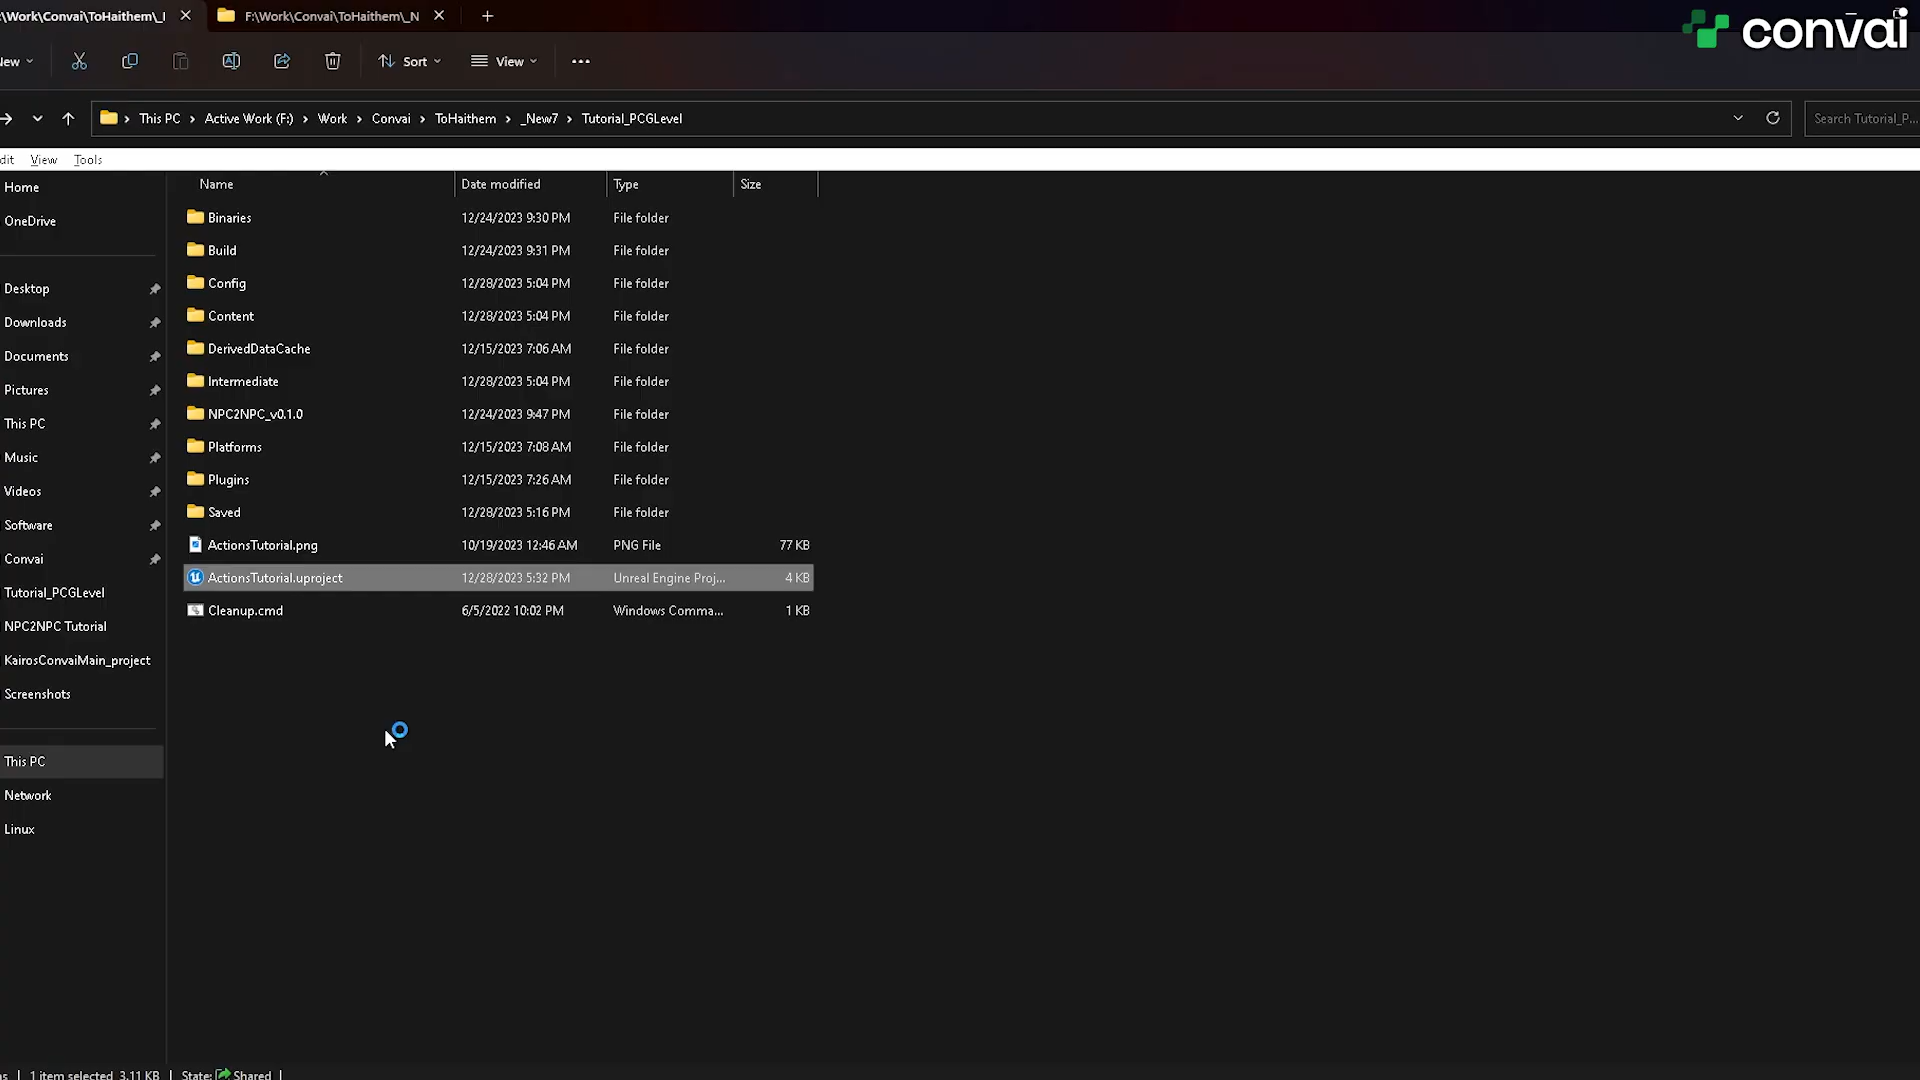 :\Work\Convai\ToHaithem\_I
F:\Work\Convai\ToHaithem\_N
convai
New
Sort
View
This PC › Active Work (F:) › Work › Convai › ToHaithem › _New7 › Tutorial_PCGLevel
Search Tutorial_P...
dit View Tools
Name Date modified Type Size
Home
OneDrive
Desktop
Downloads
Documents
Pictures
This PC
Music
Videos
Software
Convai
Tutorial_PCGLevel
NPC2NPC Tutorial
KairosConvaiMain_project
Screenshots
This PC
Network
Linux
Binaries 12/24/2023 9:30 PM File folder
Build 12/24/2023 9:31 PM File folder
Config 12/28/2023 5:04 PM File folder
Content 12/28/2023 5:04 PM File folder
DerivedDataCache 12/15/2023 7:06 AM File folder
Intermediate 12/28/2023 5:04 PM File folder
NPC2NPC_v0.1.0 12/24/2023 9:47 PM File folder
Platforms 12/15/2023 7:08 AM File folder
Plugins 12/15/2023 7:26 AM File folder
Saved 12/28/2023 5:16 PM File folder
ActionsTutorial.png 10/19/2023 12:46 AM PNG File 77 KB
ActionsTutorial.uproject 12/28/2023 5:32 PM Unreal Engine Proj... 4 KB
Cleanup.cmd 6/5/2022 10:02 PM Windows Comma... 1 KB
1 item selected 3.11 KB State: Shared